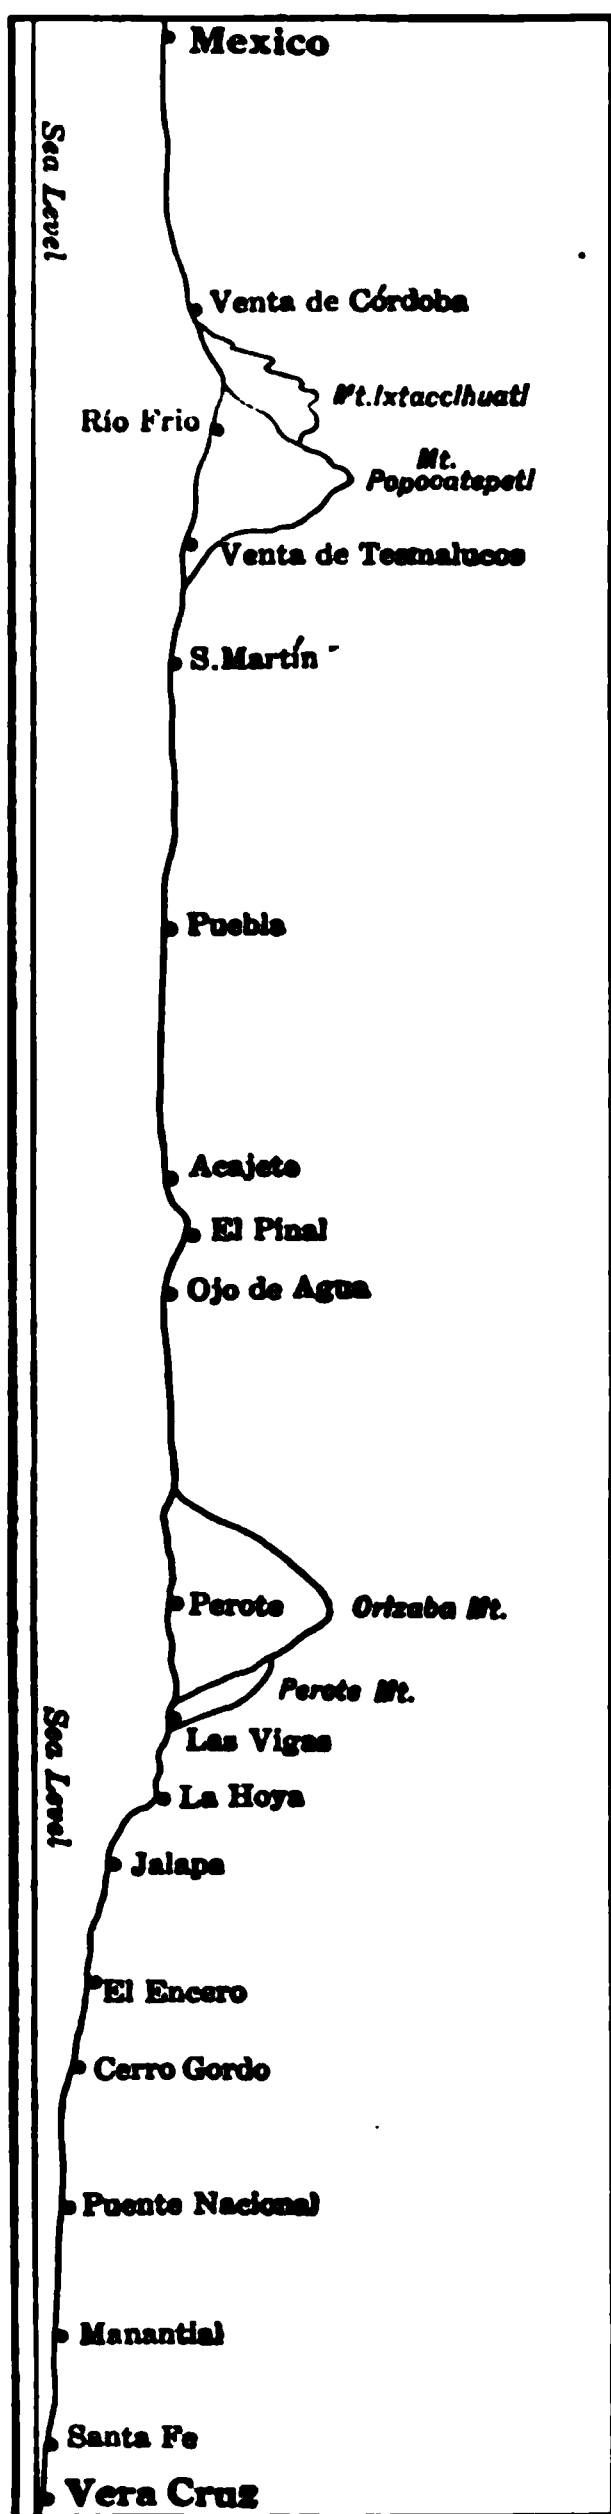 Mexico
Sea Level
Venta de Córdoba
Mt. Ixtaccihuatl
Río Frio
Mt.
Popocatepetl
Venta de Tesmalucos
S. Martín
Puebla
Acajete
El Pinal
Ojo de Agua
Perote
Orizaba Mt.
Perote Mt.
Sea Level
Las Vigas
La Hoya
Jalapa
El Encero
Cerro Gordo
Puente Nacional
Manantial
Santa Fe
Vera Cruz